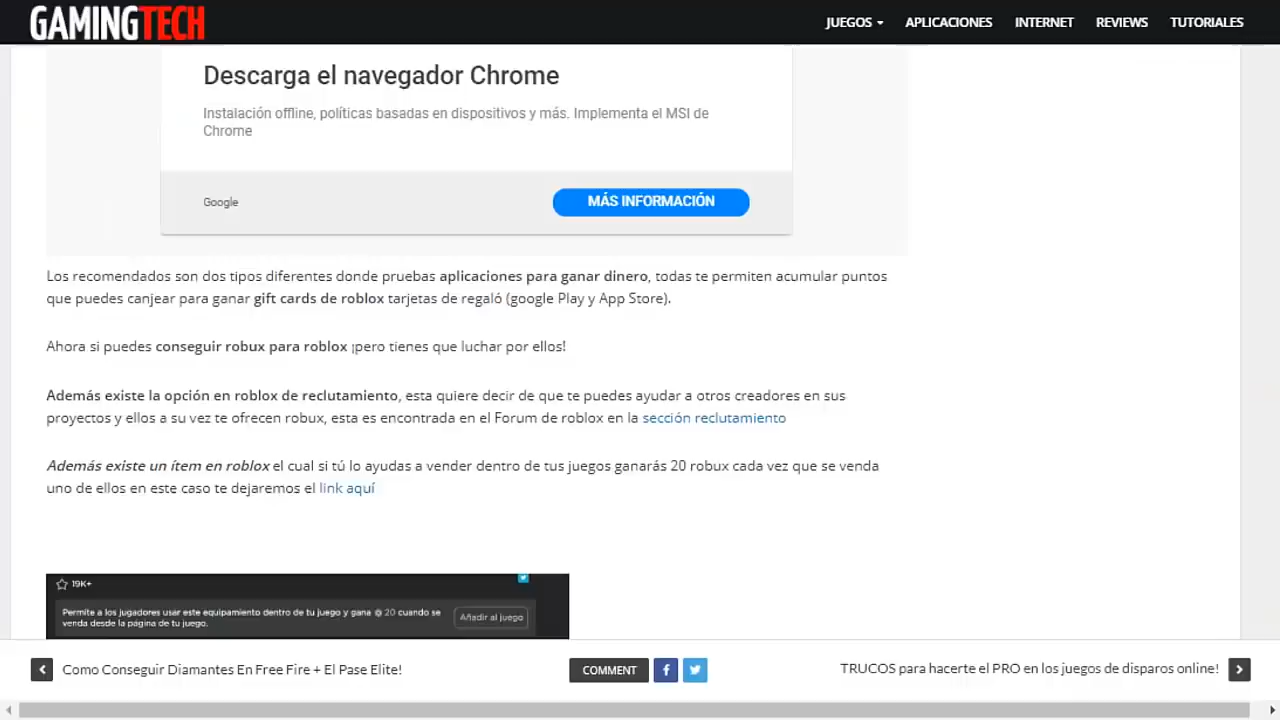 GAMINGTECH
JUEGOS
APLICACIONES
INTERNET
REVIEWS
TUTORIALES
Descarga el navegador Chrome
Instalación offline, políticas basadas en dispositivos y más. Implementa el MSI de
Chrome
Google
MÁS INFORMACIÓN
Los recomendados son dos tipos diferentes donde pruebas aplicaciones para ganar dinero, todas te permiten acumular puntos
que puedes canjear para ganar gift cards de roblox tarjetas de regaló (google Play y App Store).
Ahora si puedes conseguir robux para roblox ¡pero tienes que luchar por ellos!
Además existe la opción en roblox de reclutamiento, esta quiere decir de que te puedes ayudar a otros creadores en sus
proyectos y ellos a su vez te ofrecen robux, esta es encontrada en el Forum de roblox en la sección reclutamiento
Además existe un ítem en roblox el cual si tú lo ayudas a vender dentro de tus juegos ganarás 20 robux cada vez que se venda
uno de ellos en este caso te dejaremos el link aquí
19K+
Permite a los jugadores usar este equipamiento dentro de tu juego y gana 20 cuando se
venda desde la página de tu juego.
Añadir al juego
Como Conseguir Diamantes En Free Fire + El Pase Elite!
COMMENT
TRUCOS para hacerte el PRO en los juegos de disparos online!